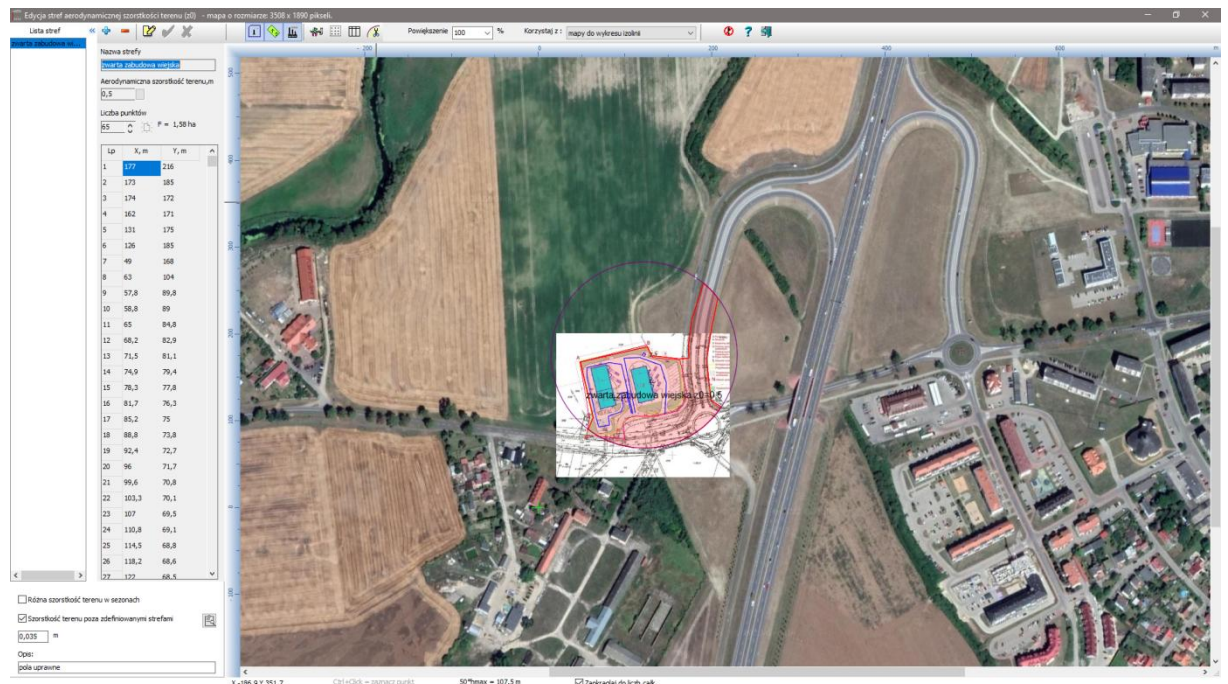 Edycja stref aerodynamicznej szorstkości terenu (z0) - mapa o rozmiarze: 3508 x 1890 pikseli.
Lista stref
Powiększenie 100 %
Korzystaj z : mapy do wykresu izolinii
zwarta zabudowa wi...
Nazwa strefy
zwarta zabudowa wiejska
Aerodynamiczna szorstkość terenu,m
0,5
Liczba punktów
65
F = 1,58 ha
Lp X, m Y, m
1 177 216
2 173 185
3 174 172
4 162 171
5 131 175
6 126 185
7 49 168
8 63 104
9 57,8 89,8
10 58,8 89
11 65 84,8
12 68,2 82,9
13 71,5 81,1
14 74,9 79,4
15 78,3 77,8
16 81,7 76,3
17 85,2 75
18 88,8 73,8
19 92,4 72,7
20 96 71,7
21 99,6 70,8
22 103,3 70,1
23 107 69,5
24 110,8 69,1
25 114,5 68,8
26 118,2 68,6
27 122 68,5
Różna szorstkość terenu w sezonach
Szorstkość terenu poza zdefiniowanymi strefami
0,035 m
Opis:
pola uprawne
- 200
0
200
400
600
m
500
400
300
200
100
0
- 100
zwarta zabudowa wiejska z0=0,5
X -186,9 Y 351,7
Ctrl+Click = zaznacz punkt
50*hmax = 107,5 m
Zaokrąglaj do liczb całk.